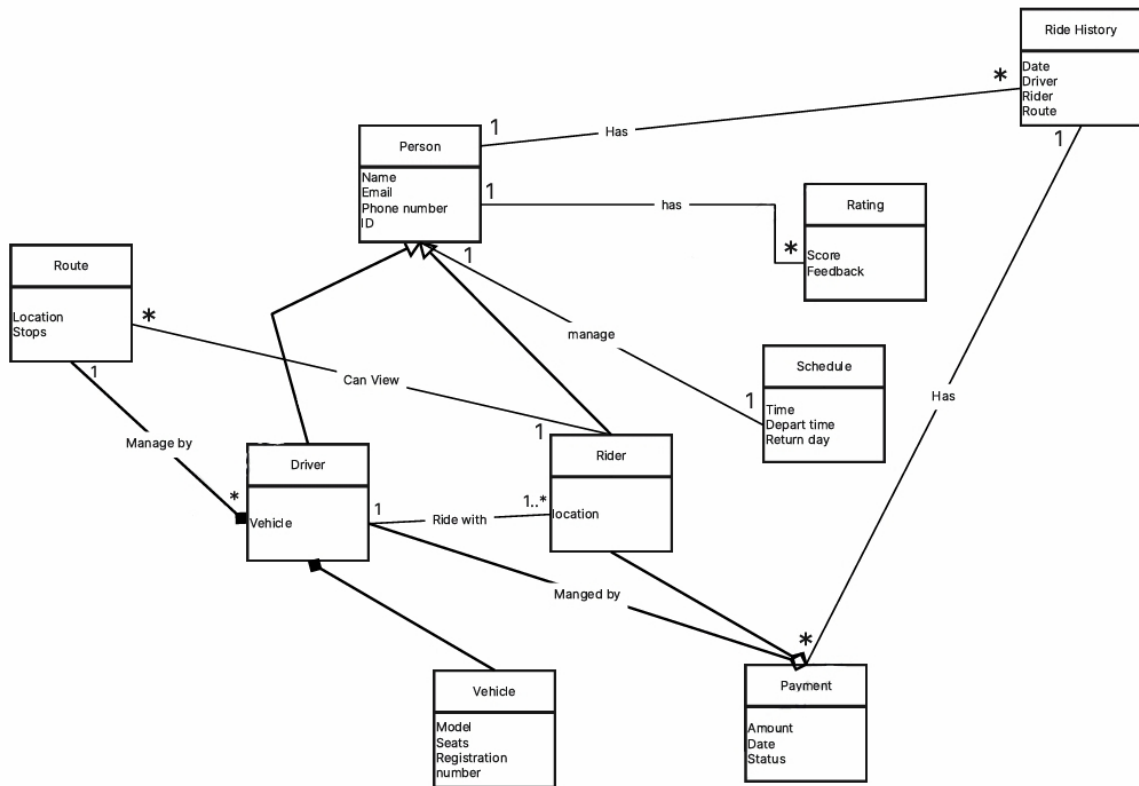 Ride History
Date
Driver
Rider
Route
*
1
Has
1
Person
Name
Email
Phone number
ID
1
has
*
Rating
Score
Feedback
1
manage
1
Schedule
Time
Depart time
Return day
Route
Location
Stops
*
1
Can View
1
Has
Manage by
*
Driver
Vehicle
1
Ride with
1..*
Rider
location
Manged by
*
Vehicle
Model
Seats
Registration
number
Payment
Amount
Date
Status